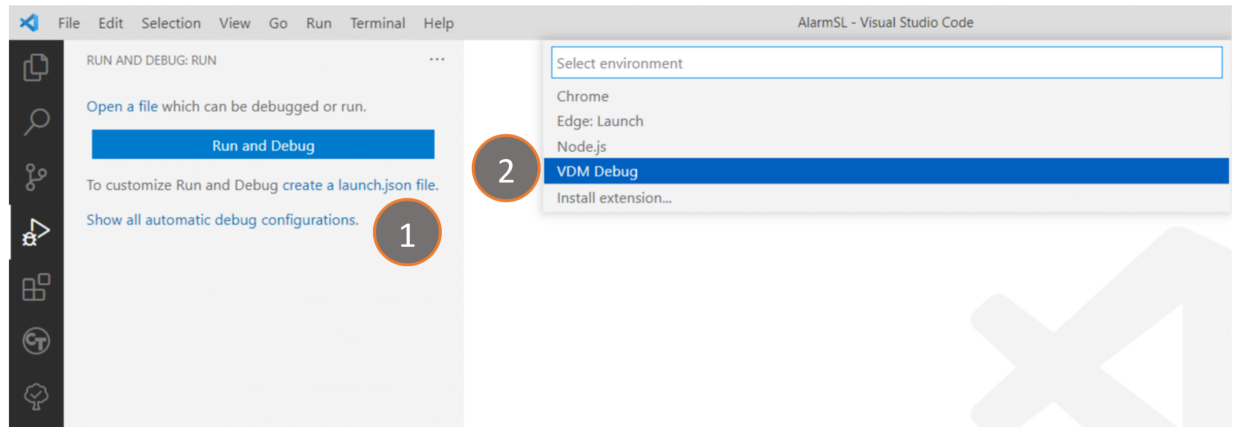 File Edit Selection View Go Run Terminal Help
AlarmSL - Visual Studio Code
RUN AND DEBUG: RUN
...
Open a file which can be debugged or run.
Run and Debug
To customize Run and Debug create a launch.json file.
Show all automatic debug configurations.
1
Select environment
Chrome
Edge: Launch
Node.js
2
VDM Debug
Install extension...
CT